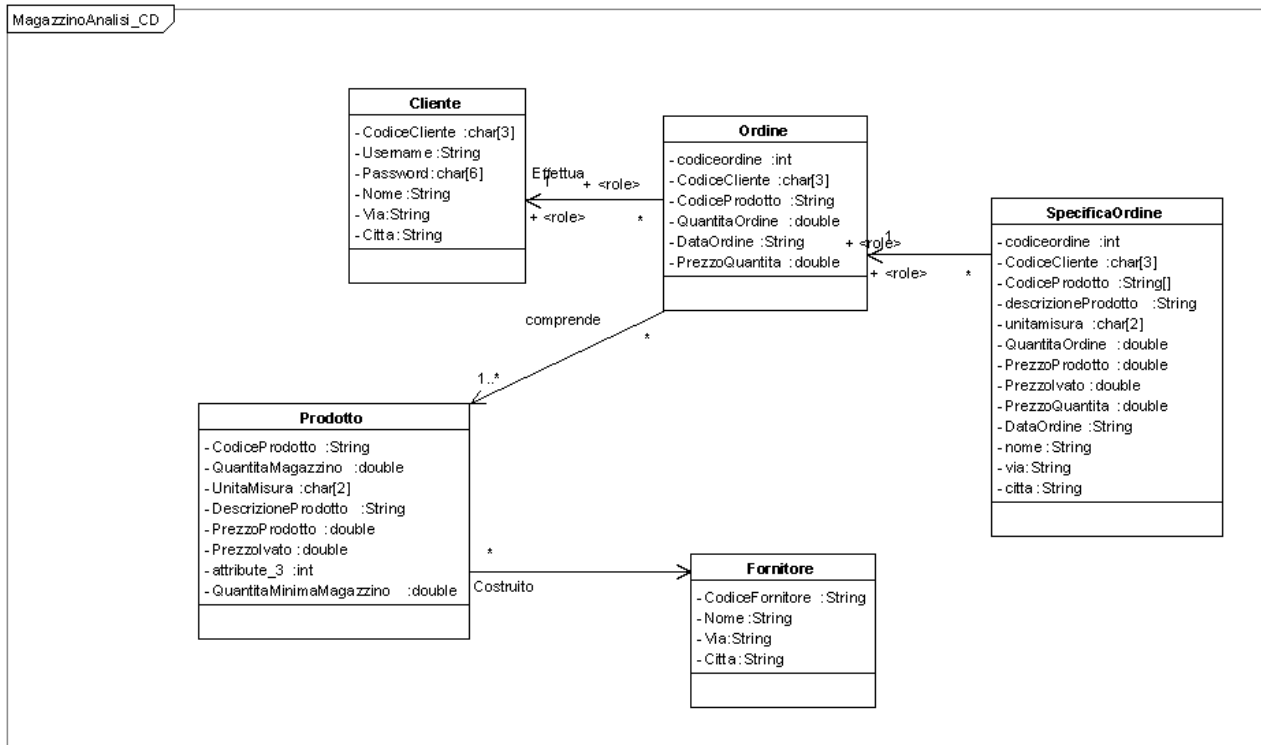 MagazzinoAnalisi_CD
Cliente
- CodiceCliente :char[3]
- Username :String
- Password :char[6]
- Nome :String
- Via :String
- Citta :String
Effettua
1
+ <role>
+ <role>
*
Ordine
- codiceordine :int
- CodiceCliente :char[3]
- CodiceProdotto :String
- QuantitaOrdine :double
- DataOrdine :String
- PrezzoQuantita :double
1
+ <role>
+ <role>
*
SpecificaOrdine
- codiceordine :int
- CodiceCliente :char[3]
- CodiceProdotto :String[]
- descrizioneProdotto :String
- unitamisura :char[2]
- QuantitaOrdine :double
- PrezzoProdotto :double
- PrezzoIvato :double
- PrezzoQuantita :double
- DataOrdine :String
- nome :String
- via :String
- citta :String
comprende
*
1..*
Prodotto
- CodiceProdotto :String
- QuantitaMagazzino :double
- UnitaMisura :char[2]
- DescrizioneProdotto :String
- PrezzoProdotto :double
- PrezzoIvato :double
- attribute_3 :int
- QuantitaMinimaMagazzino :double
*
Costruito
Fornitore
- CodiceFornitore :String
- Nome :String
- Via :String
- Citta :String